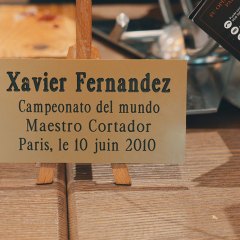 Xavier Fernandez
Campeonato del mundo
Maestro Cortador
Paris, le 10 juin 2010